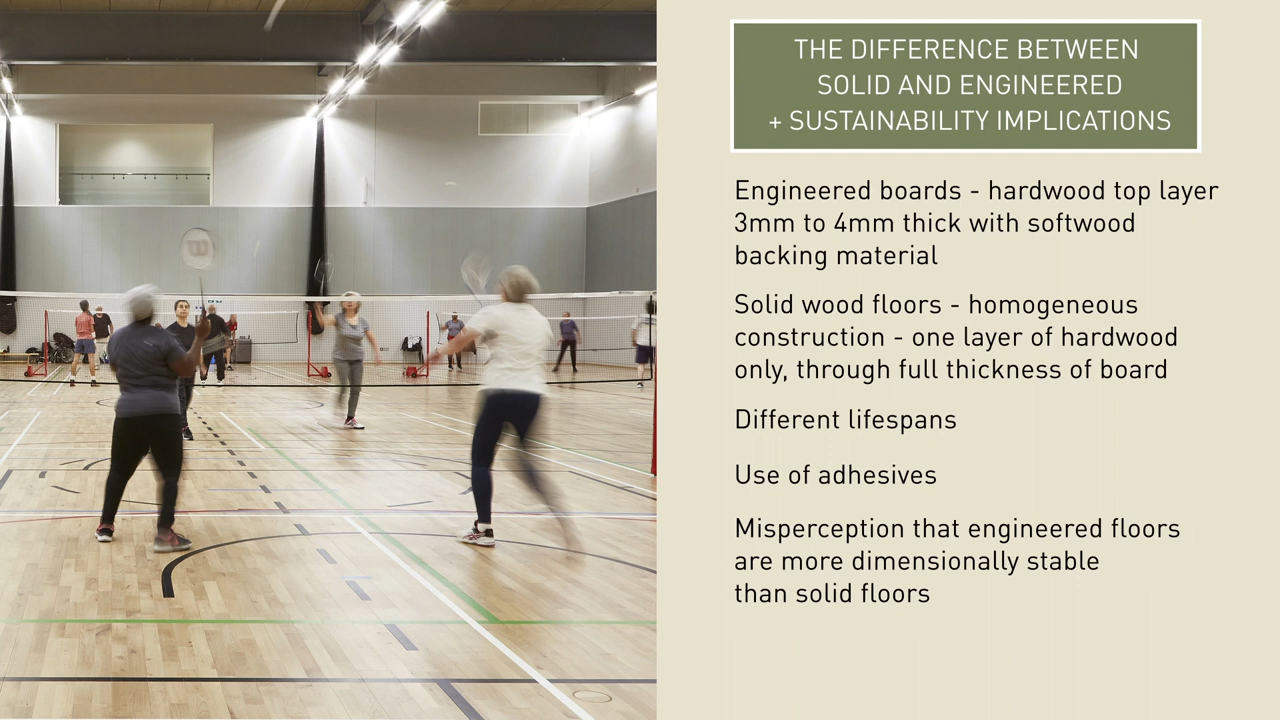 THE DIFFERENCE BETWEEN
SOLID AND ENGINEERED
+ SUSTAINABILITY IMPLICATIONS
Engineered boards - hardwood top layer
3mm to 4mm thick with softwood
backing material
Solid wood floors - homogeneous
construction - one layer of hardwood
only, through full thickness of board
Different lifespans
Use of adhesives
Misperception that engineered floors
are more dimensionally stable
than solid floors